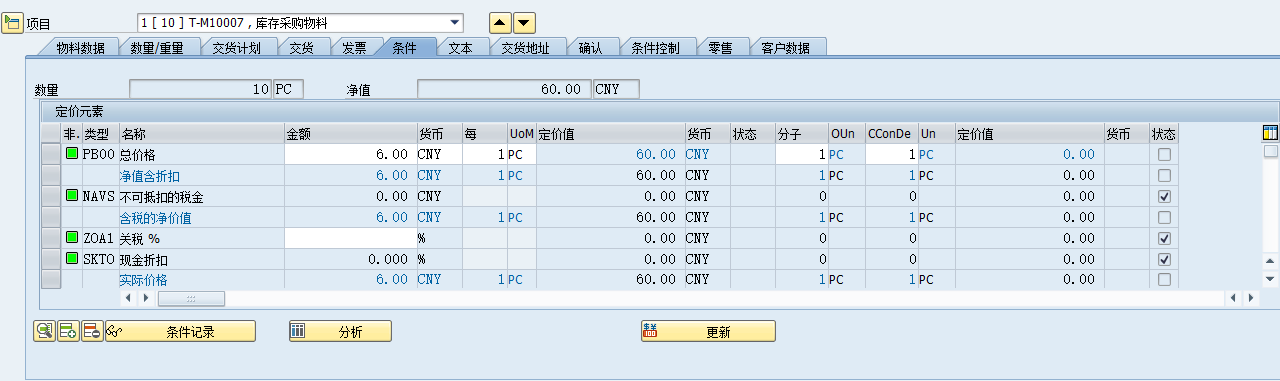 项目 1 [ 10 ] T-M10007 , 库存采购物料
物料数据 数量/重量 交货计划 交货 发票 条件 文本 交货地址 确认 条件控制 零售 客户数据
数量 10 PC 净值 60.00 CNY
定价元素
非. 类型 名称 金额 货币 每 UoM 定价值 货币 状态 分子 OUn CConDe Un 定价值 货币 状态
PB00 总价格 6.00 CNY 1 PC 60.00 CNY 1 PC 1 PC 0.00
净值含折扣 6.00 CNY 1 PC 60.00 CNY 1 PC 1 PC 0.00
NAVS 不可抵扣的税金 0.00 CNY 0.00 CNY 0 0 0.00
含税的净价值 6.00 CNY 1 PC 60.00 CNY 1 PC 1 PC 0.00
ZOA1 关税 % % 0.00 CNY 0 0 0.00
SKTO 现金折扣 0.000 % 0.00 CNY 0 0 0.00
实际价格 6.00 CNY 1 PC 60.00 CNY 1 PC 1 PC 0.00
条件记录 分析 更新